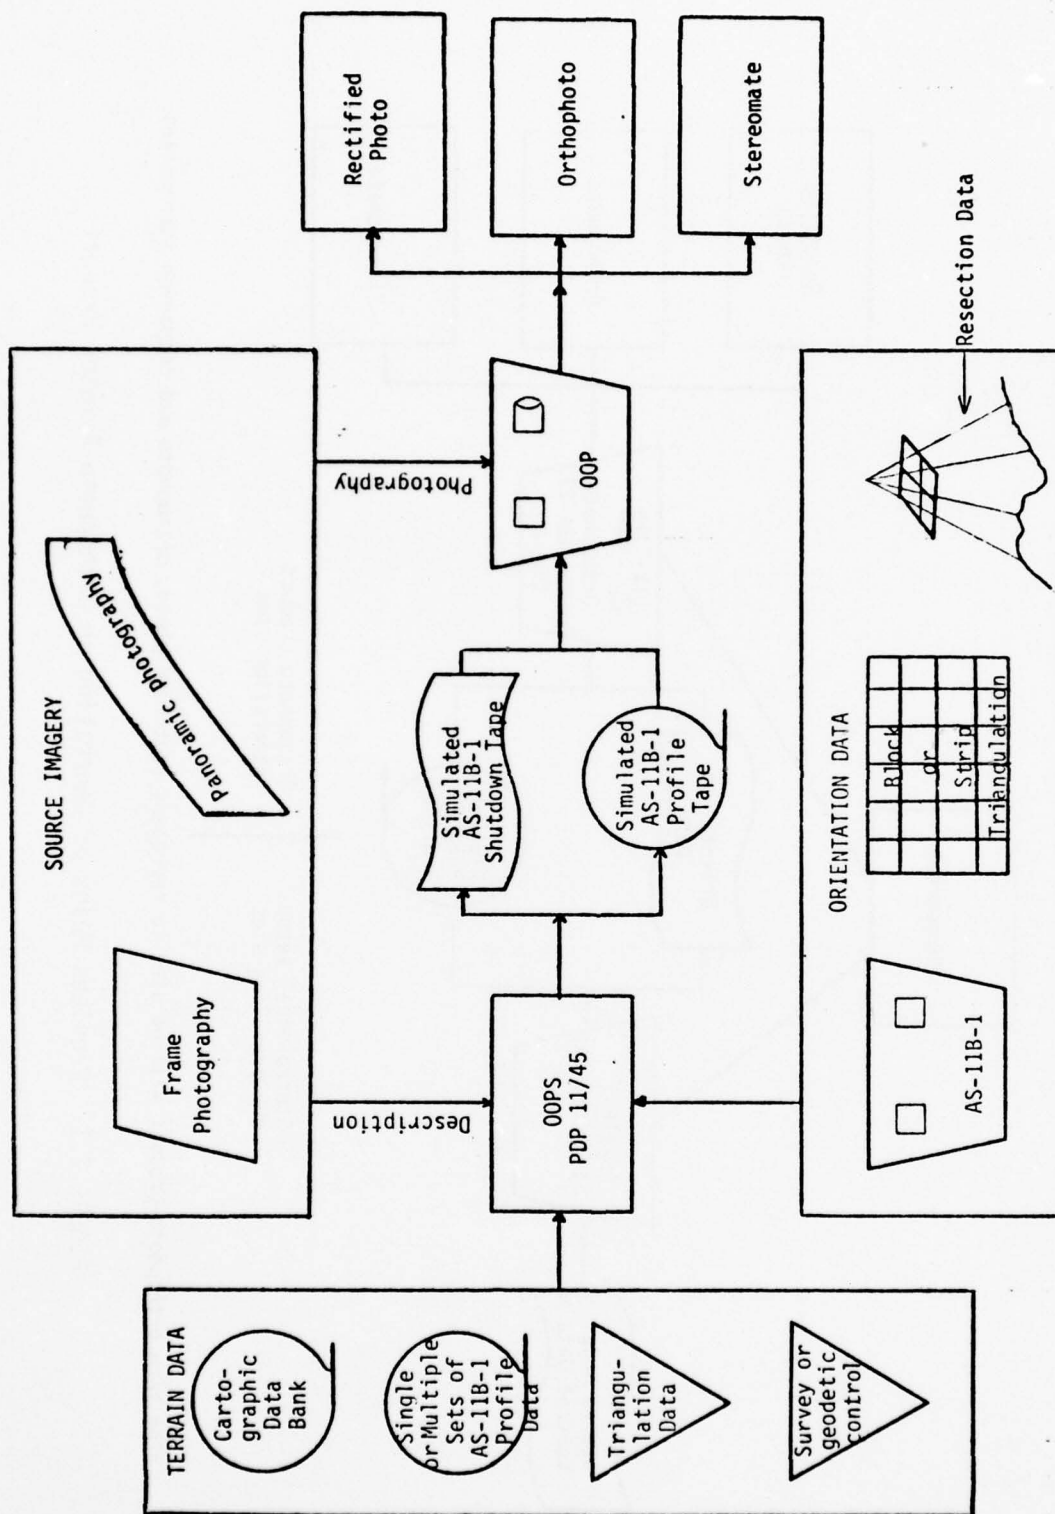 TERRAIN DATA
Carto-
graphic
Data
Bank
Single
or Multiple
Sets of
AS-11B-1
Profile
Data
Triangu-
lation
Data
Survey or
geodetic
control
SOURCE IMAGERY
Frame
Photography
Panoramic photography
Description
Photography
OOPS
PDP 11/45
Simulated
AS-11B-1
Shutdown Tape
Simulated
AS-11B-1
Profile
Tape
OOP
Rectified
Photo
Orthophoto
Stereomate
ORIENTATION DATA
AS-11B-1
Block
or
Strip
Triangulation
Resection Data